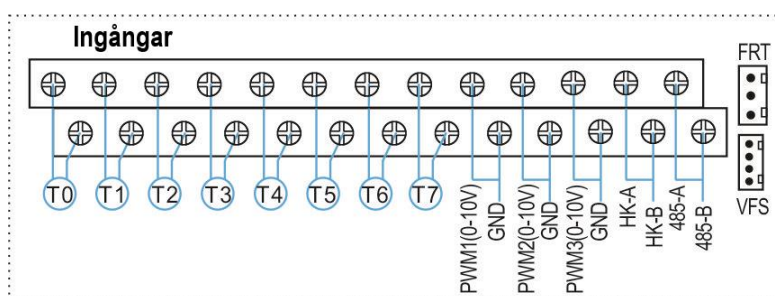 Ingångar
FRT
T0
T1
T2
T3
T4
T5
T6
T7
PWM1(0-10V)
GND
PWM2(0-10V)
GND
PWM3(0-10V)
GND
HK-A
HK-B
485-A
485-B
VFS